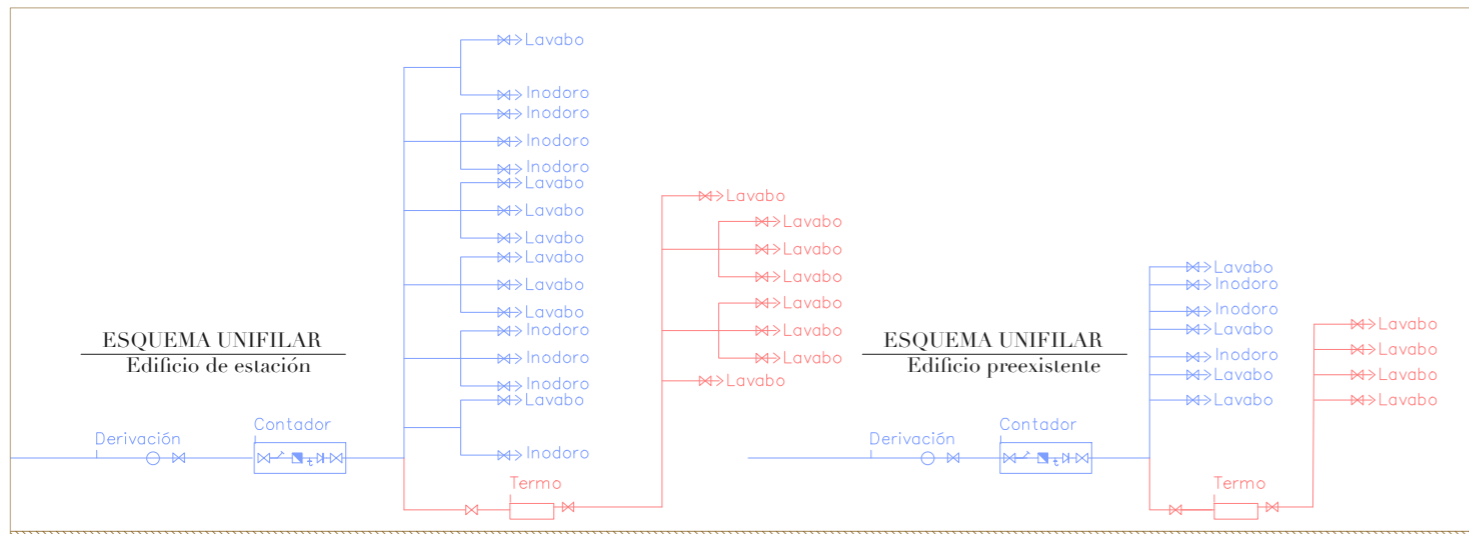 Lavabo
Inodoro
Inodoro
Inodoro
Inodoro
Lavabo
Lavabo
Lavabo
Lavabo
Lavabo
Lavabo
Inodoro
Inodoro
Inodoro
Lavabo
Inodoro
ESQUEMA UNIFILAR
Edificio de estación
Derivación
Contador
t
Termo
Lavabo
Lavabo
Lavabo
Lavabo
Lavabo
Lavabo
Lavabo
Lavabo
ESQUEMA UNIFILAR
Edificio preexistente
Derivación
Contador
t
Lavabo
Inodoro
Inodoro
Lavabo
Inodoro
Lavabo
Lavabo
Termo
Lavabo
Lavabo
Lavabo
Lavabo